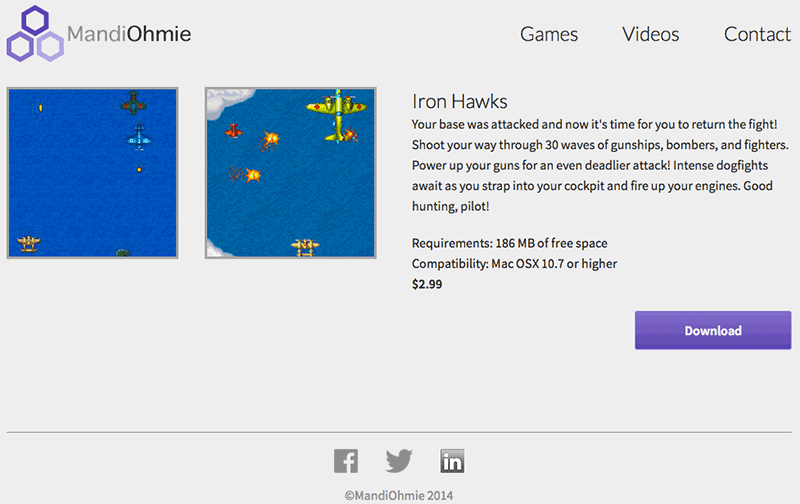 MandiOhmie
Games Videos Contact
Iron Hawks
Your base was attacked and now it's time for you to return the fight!
Shoot your way through 30 waves of gunships, bombers, and fighters.
Power up your guns for an even deadlier attack! Intense dogfights
await as you strap into your cockpit and fire up your engines. Good
hunting, pilot!
Requirements: 186 MB of free space
Compatibility: Mac OSX 10.7 or higher
$2.99
Download
f in
©MandiOhmie 2014